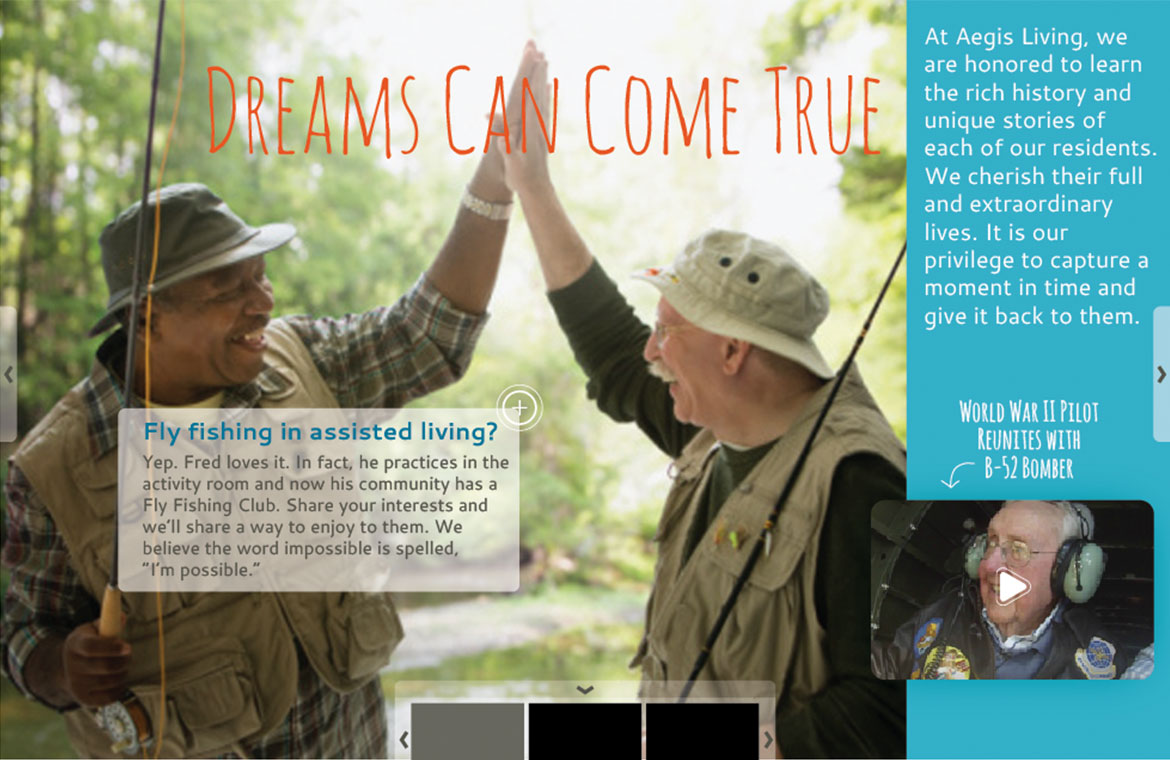 DREAMS CAN COME TRUE
Fly fishing in assisted living?
Yep. Fred loves it. In fact, he practices in the
activity room and now his community has a
Fly Fishing Club. Share your interests and
we'll share a way to enjoy to them. We
believe the word impossible is spelled,
"I'm possible."
At Aegis Living, we
are honored to learn
the rich history and
unique stories of
each of our residents.
We cherish their full
and extraordinary
lives. It is our
privilege to capture a
moment in time and
give it back to them.
WORLD WAR II PILOT
REUNITES WITH
B-52 BOMBER